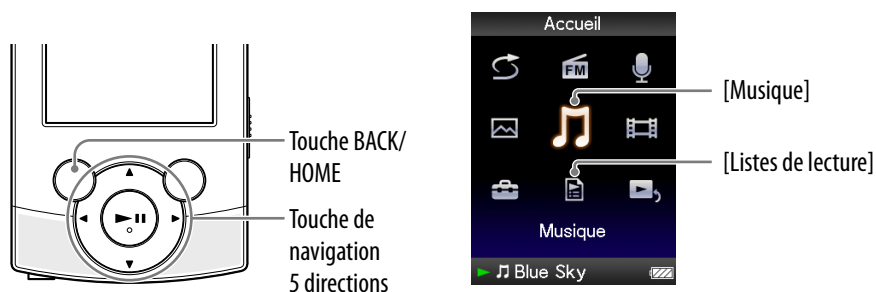 Touche BACK/
HOME
Touche de
navigation
5 directions
Accueil
FM
[Musique]
[Listes de lecture]
Musique
Blue Sky